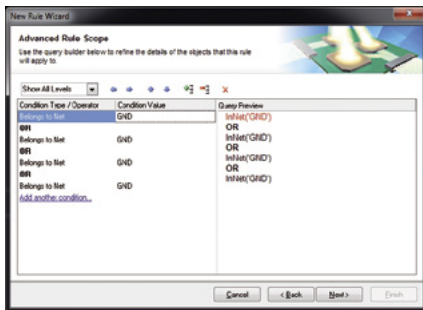 New Rule Wizard
Advanced Rule Scope
Use the query builder below to refine the details of the objects that this rule
will apply to.
Show All Levels
Condition Type / Operator Condition Value Query Preview
Belongs to Net GND InNet('GND')
OR OR
Belongs to Net GND InNet('GND')
OR OR
Belongs to Net GND InNet('GND')
OR OR
Belongs to Net GND InNet('GND')
Add another condition...
Cancel < Back Next > Finish